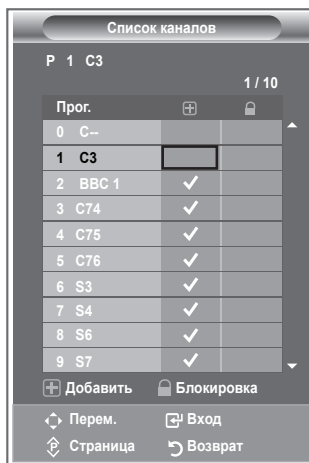 Список каналов
P 1 C3
1 / 10
Прог.
0 C--
1 C3
2 BBC 1
3 C74
4 C75
5 C76
6 S3
7 S4
8 S6
9 S7
Добавить Блокировка
Перем. Вход
Страница Возврат